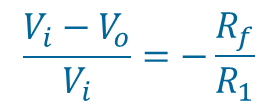 (V_i − V_o) / V_i = − R_f / R_1